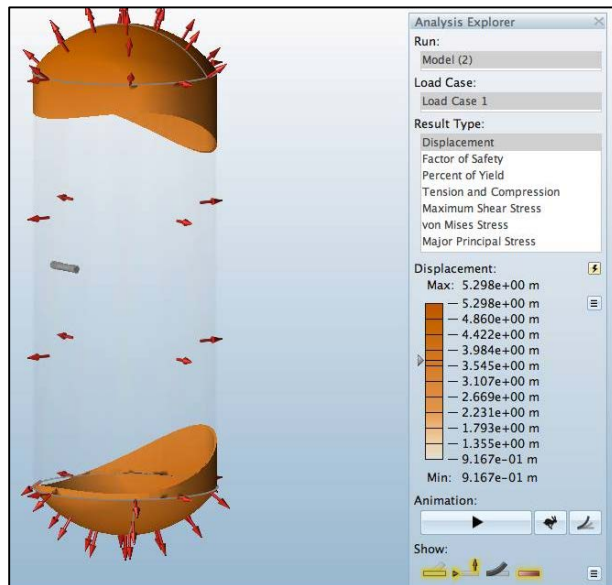 Analysis Explorer
Run:
Model (2)
Load Case:
Load Case 1
Result Type:
Displacement
Factor of Safety
Percent of Yield
Tension and Compression
Maximum Shear Stress
von Mises Stress
Major Principal Stress
Displacement:
Max: 5.298e+00 m
5.298e+00 m
4.860e+00 m
4.422e+00 m
3.984e+00 m
3.545e+00 m
3.107e+00 m
2.669e+00 m
2.231e+00 m
1.793e+00 m
1.355e+00 m
9.167e-01 m
Min: 9.167e-01 m
Animation:
Show: